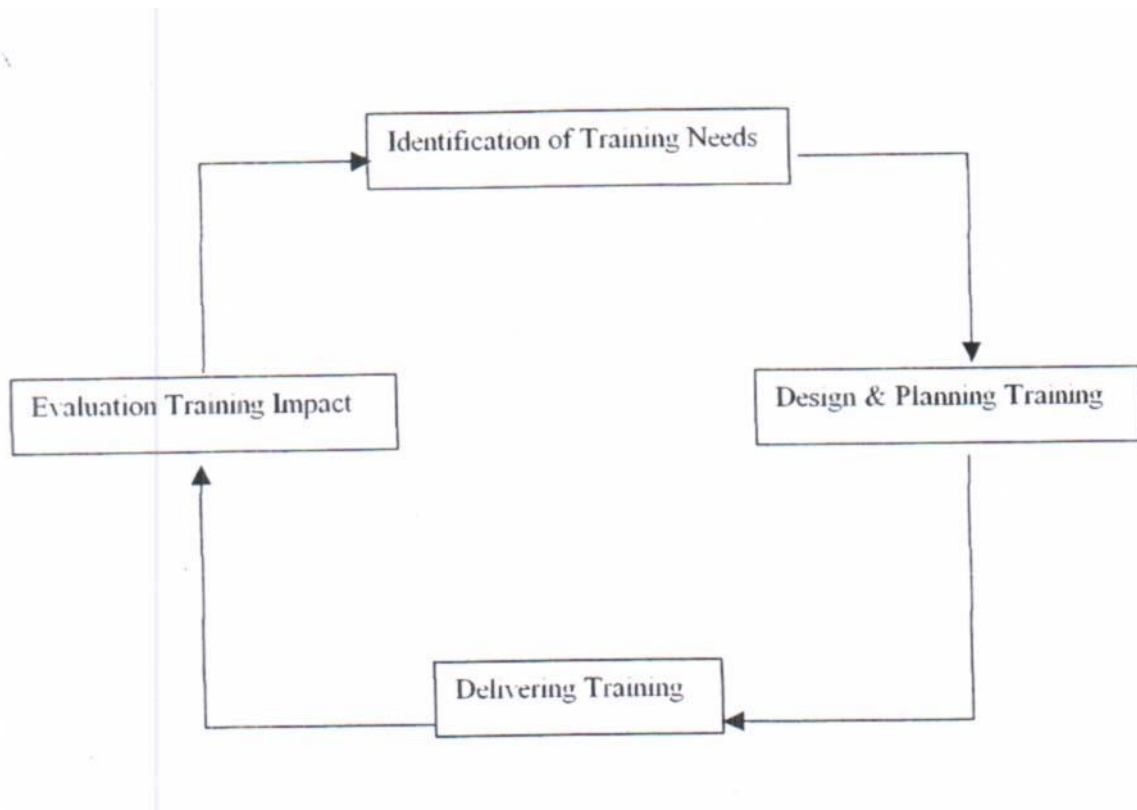 Identification of Training Needs
Evaluation Training Impact
Design & Planning Training
Delivering Training